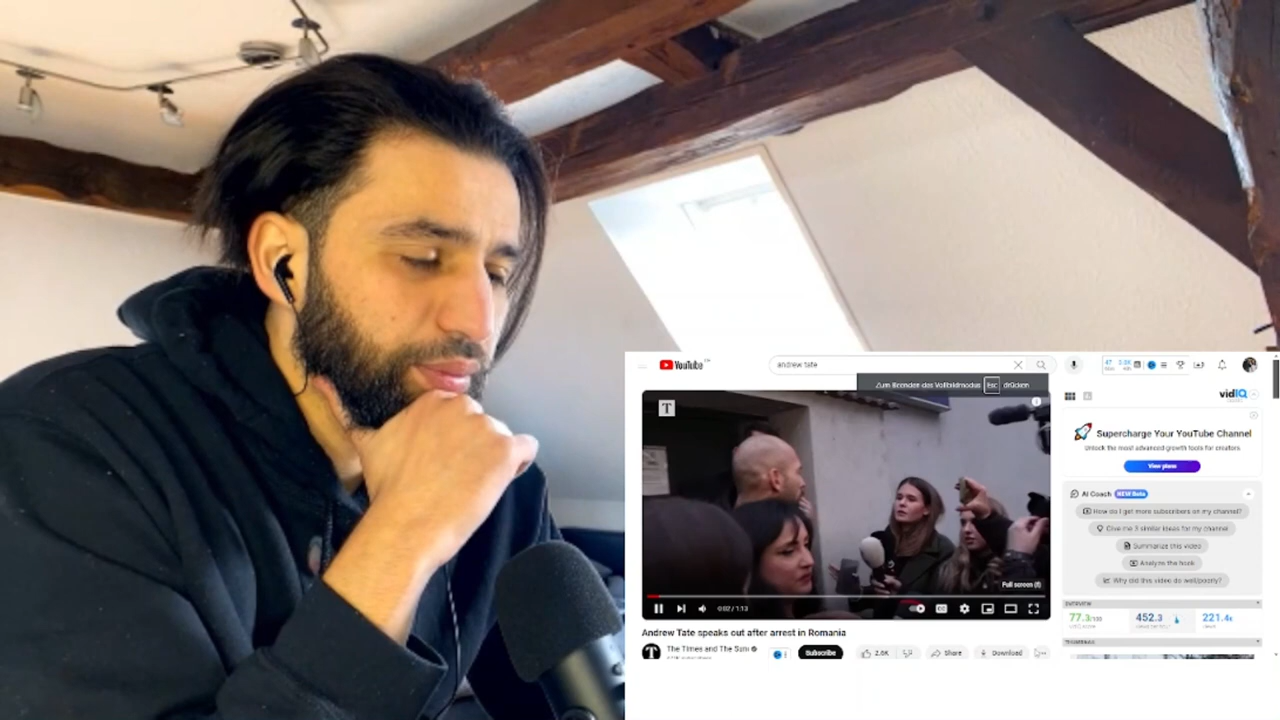 YouTube
andrew tate
Zum Beenden des Vollbildmodus Esc drücken
T
vidIQ
Supercharge Your YouTube Channel
Unlock the most advanced growth tools for creators
View plans
AI Coach NEW Beta
How do I get more subscribers on my channel?
Give me 3 similar ideas for my channel
Summarize this video
Analyze the hook
Why did this video do well/poorly?
Full screen (f)
0:02 / 1:13
OVERVIEW
77.3/100 452.3 221.4k
Andrew Tate speaks out after arrest in Romania
T The Times and The Sun Subscribe 2.6K Share Download